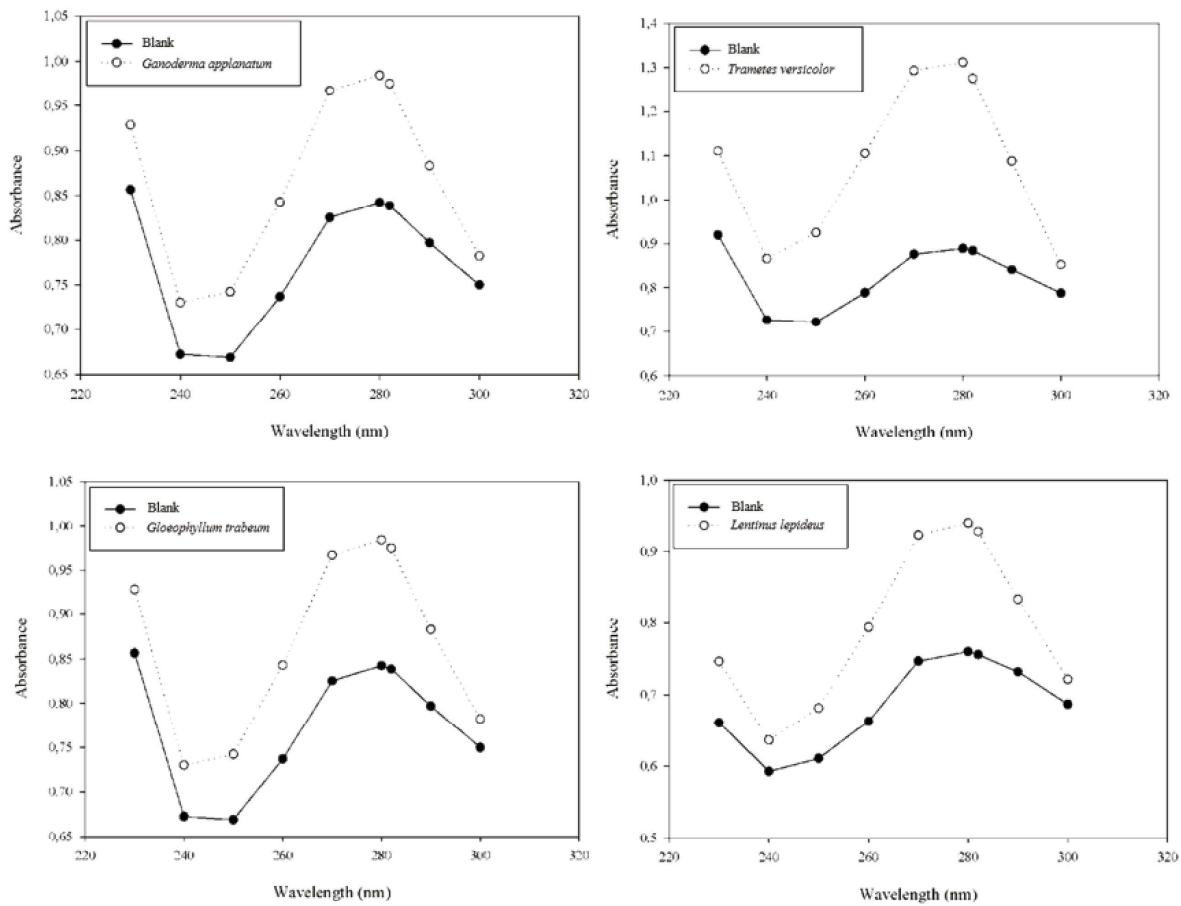 1,05
1,00
0,95
0,90
0,85
0,80
0,75
0,70
0,65
Absorbance
Blank
Ganoderma applanatum
220 240 260 280 300 320
Wavelength (nm)
1,4
1,3
1,2
1,1
1,0
0,9
0,8
0,7
0,6
Absorbance
Blank
Trametes versicolor
220 240 260 280 300 320
Wavelength (nm)
1,05
1,00
0,95
0,90
0,85
0,80
0,75
0,70
0,65
Absorbance
Blank
Gloeophyllum trabeum
220 240 260 280 300 320
Wavelength (nm)
1,0
0,9
0,8
0,7
0,6
0,5
Absorbance
Blank
Lentinus lepideus
220 240 260 280 300 320
Wavelength (nm)